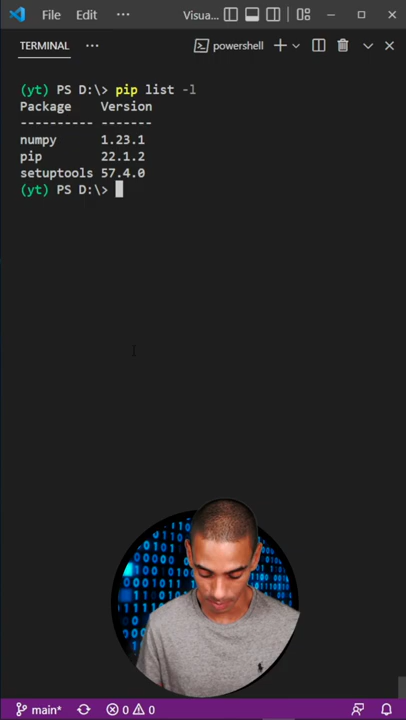 File Edit ··· Visua...
TERMINAL ··· powershell
(yt) PS D:\> pip list -l
Package Version
---------- -------
numpy 1.23.1
pip 22.1.2
setuptools 57.4.0
(yt) PS D:\>
main* 0 0